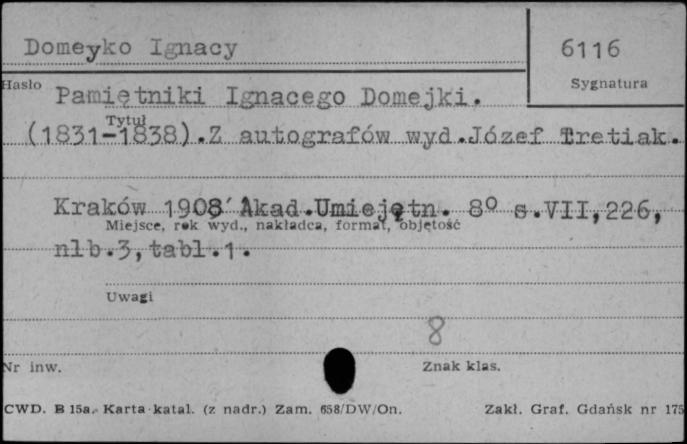 Domeyko Ignacy
6116
Hasło
Sygnatura
Pamiętniki Ignacego Domejki.
Tytuł
(1831-1838).Z autografów wyd.Józef Tretiak.
Kraków 1908 Akad.Umiejętn. 8º s.VII,226,
Miejsce, rok wyd., nakładca, format, objętość
nlb.3,tabl.1.
Uwagi
8
Nr inw.
Znak klas.
CWD. B 15a. Karta katal. (z nadr.) Zam. 658/DW/On.
Zakł. Graf. Gdańsk nr 175